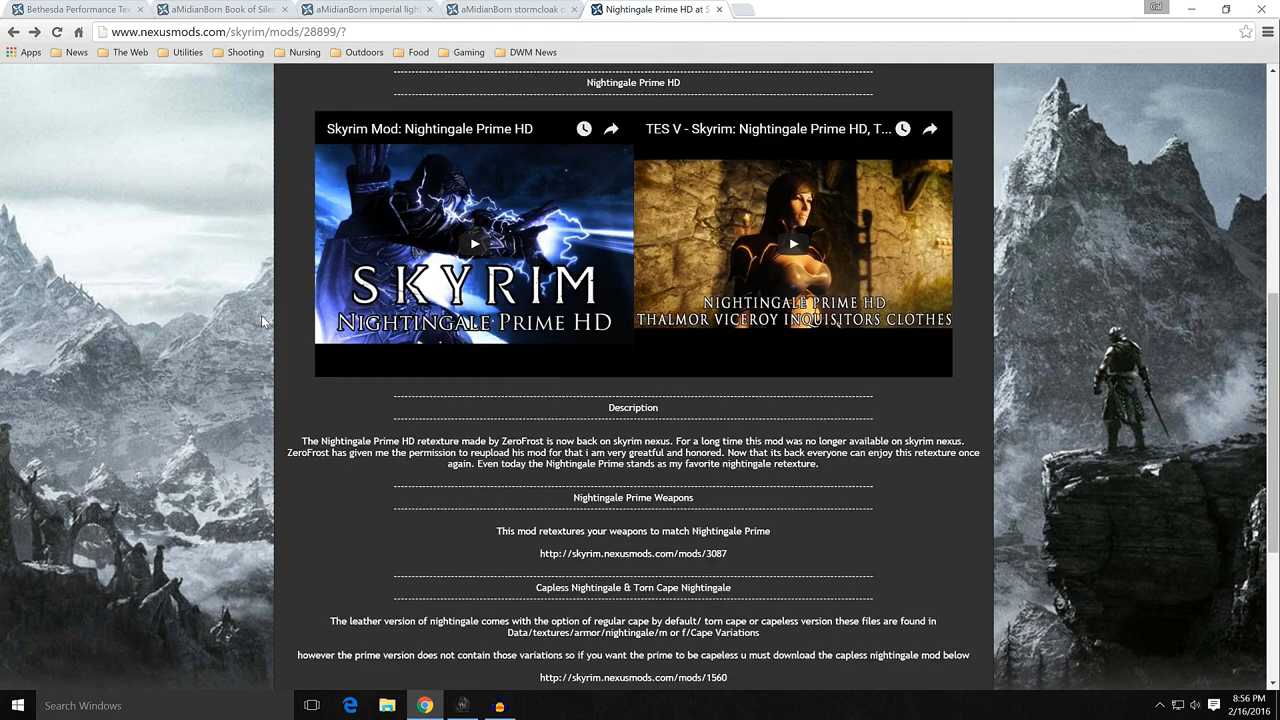 Bethesda Performance Tex
aMidianBorn Book of Silen
aMidianBorn imperial light
aMidianBorn stormcloak o
Nightingale Prime HD at S
www.nexusmods.com/skyrim/mods/28899/?
Apps
News
The Web
Utilities
Shooting
Nursing
Outdoors
Food
Gaming
DWM News
Nightingale Prime HD
Skyrim Mod: Nightingale Prime HD
TES V - Skyrim: Nightingale Prime HD, T...
SKYRIM
NIGHTINGALE PRIME HD
NIGHTINGALE PRIME HD
THALMOR VICEROY INQUISITORS CLOTHES
Description
The Nightingale Prime HD retexture made by ZeroFrost is now back on skyrim nexus. For a long time this mod was no longer available on skyrim nexus.
ZeroFrost has given me the permission to reupload his mod for that i am very greatful and honored. Now that its back everyone can enjoy this retexture once
again. Even today the Nightingale Prime stands as my favorite nightingale retexture.
Nightingale Prime Weapons
This mod retextures your weapons to match Nightingale Prime
http://skyrim.nexusmods.com/mods/3087
Capless Nightingale & Torn Cape Nightingale
The leather version of nightingale comes with the option of regular cape by default/ torn cape or capeless version these files are found in
Data/textures/armor/nightingale/m or f/Cape Variations
however the prime version does not contain those variations so if you want the prime to be capeless u must download the capless nightingale mod below
http://skyrim.nexusmods.com/mods/1560
Search Windows
8:56 PM
2/16/2016